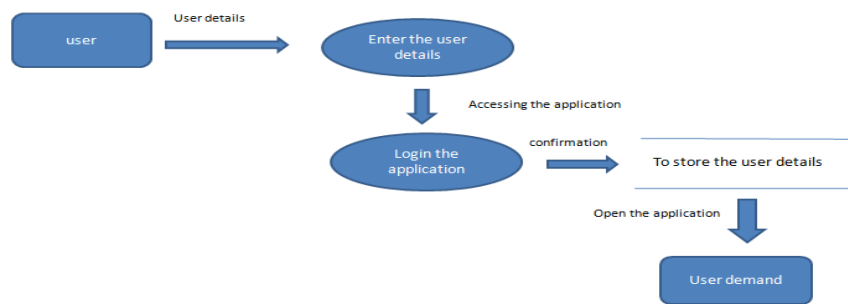 User details
user
Enter the user
details
Accessing the application
Login the
application
confirmation
To store the user details
Open the application
User demand